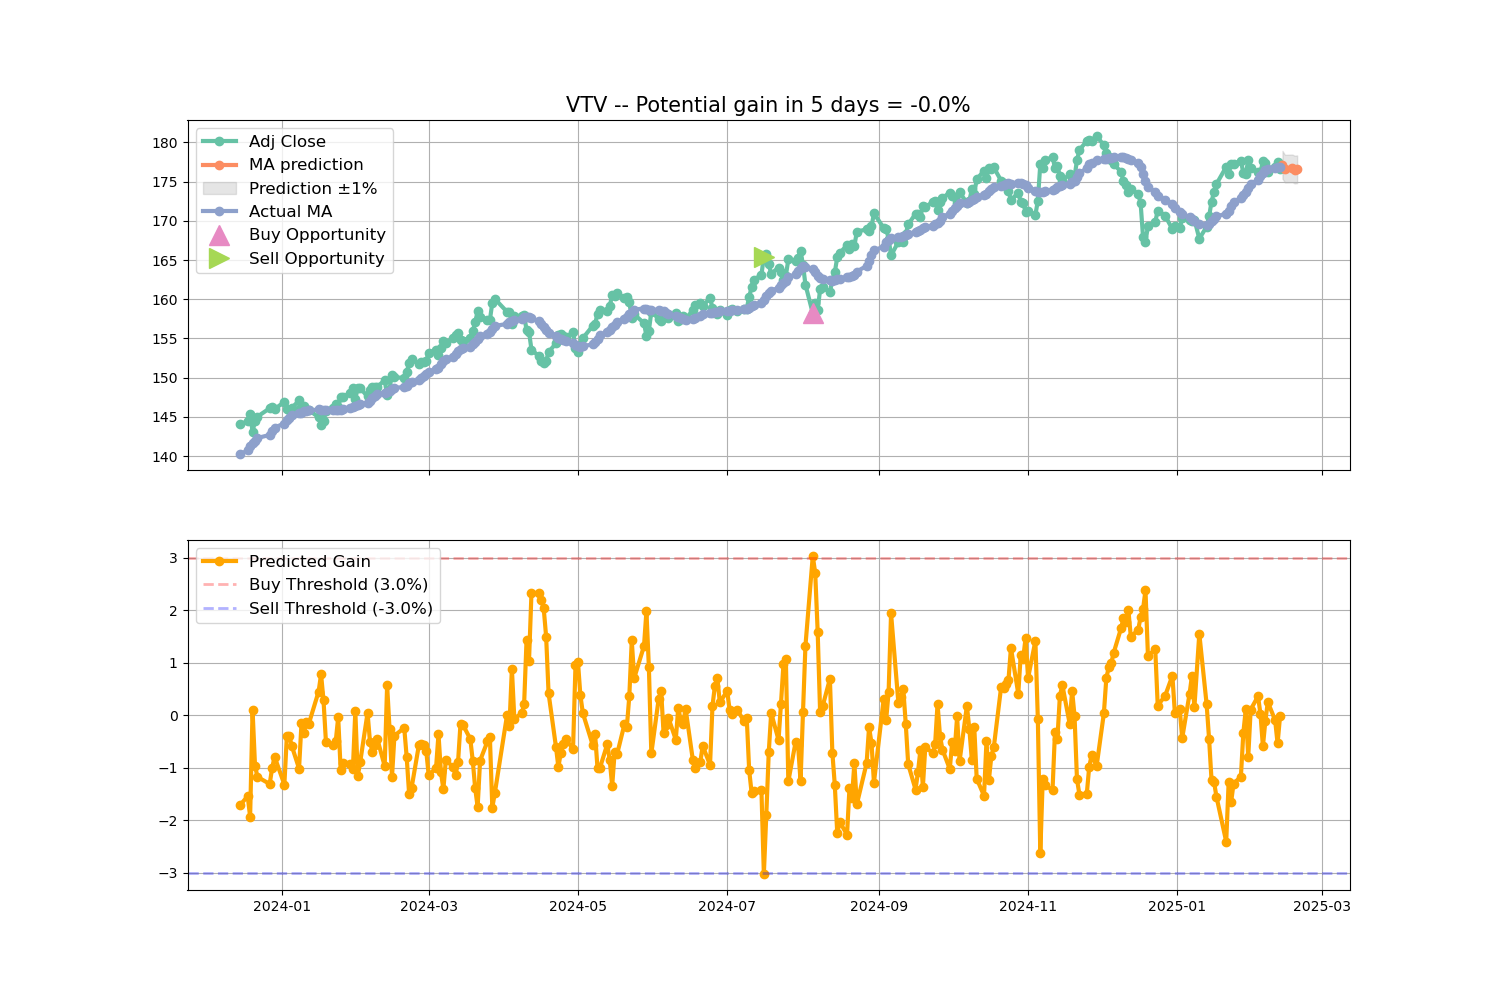 VTV -- Potential gain in 5 days = -0.0%
180
175
170
165
160
155
150
145
140
Adj Close
MA prediction
Prediction ±1%
Actual MA
Buy Opportunity
Sell Opportunity
3
2
1
0
−1
−2
−3
Predicted Gain
Buy Threshold (3.0%)
Sell Threshold (-3.0%)
2024-01
2024-03
2024-05
2024-07
2024-09
2024-11
2025-01
2025-03